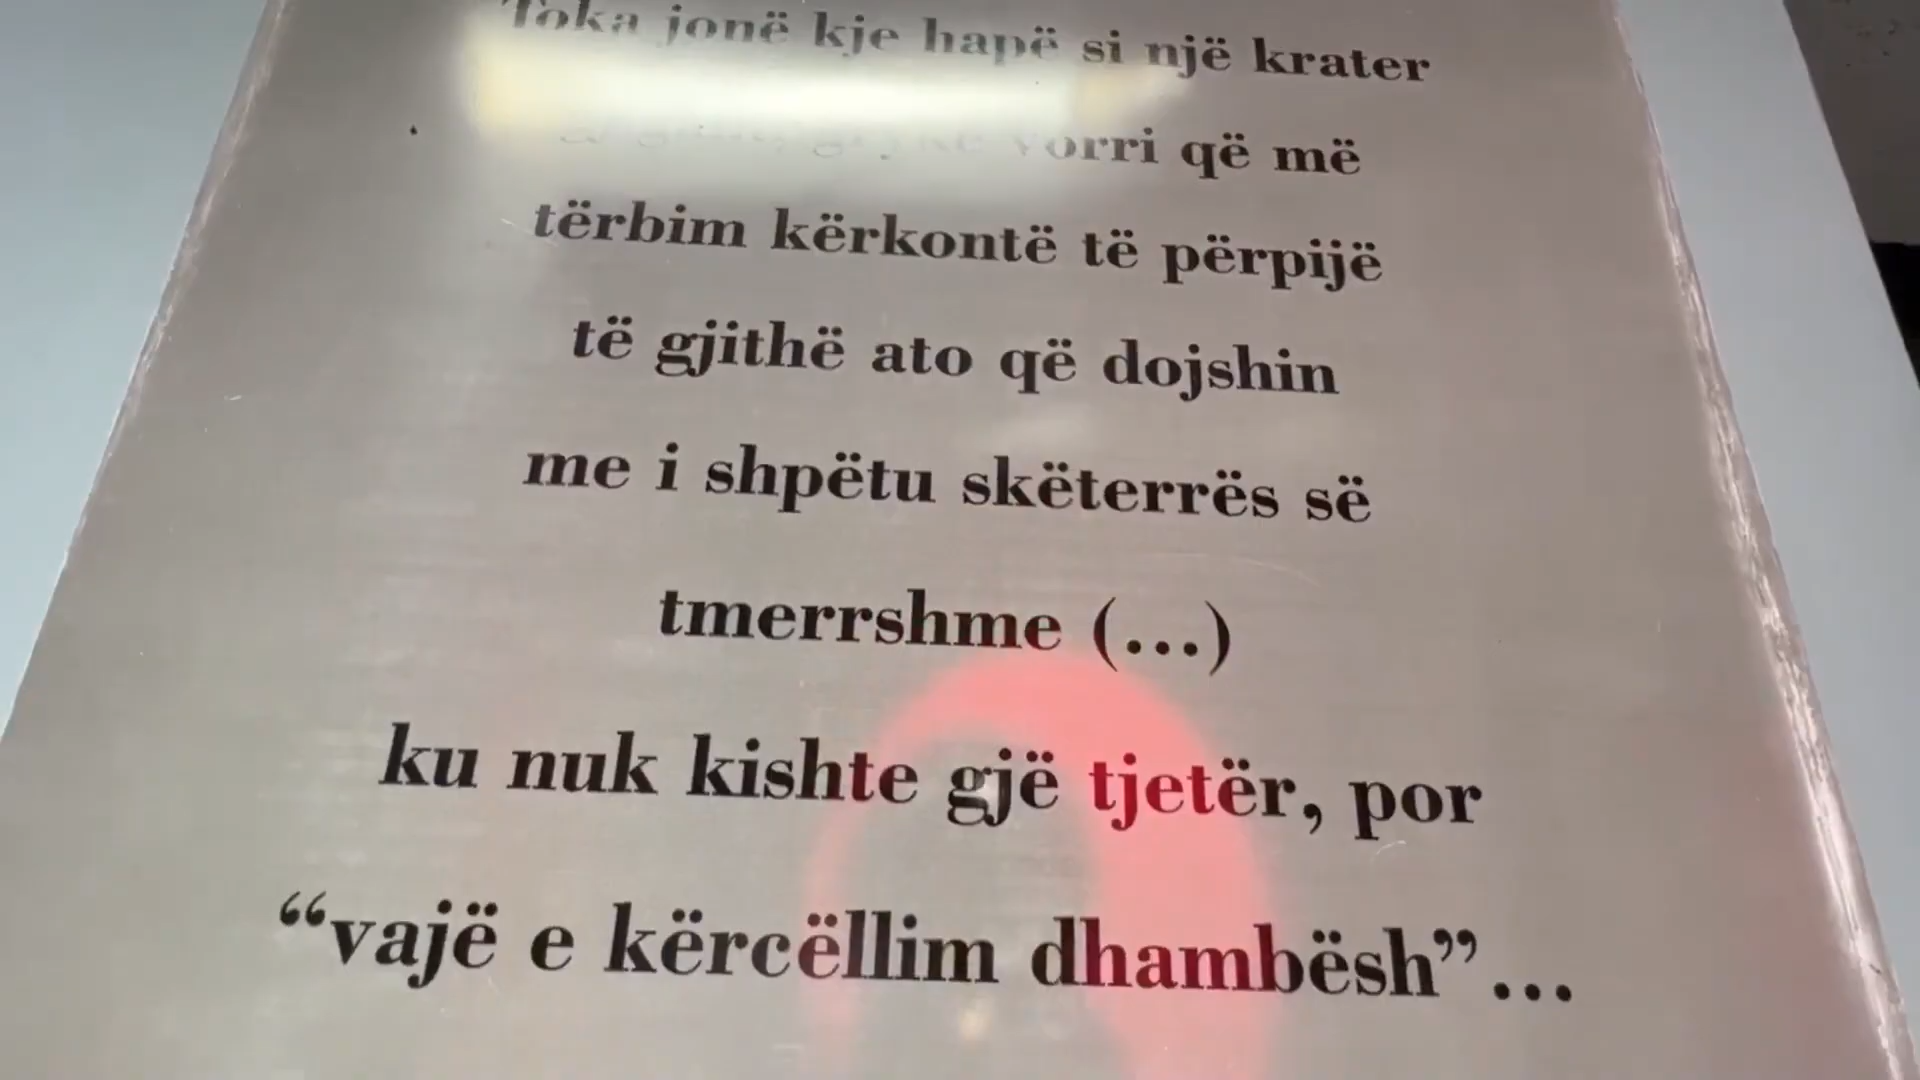 Toka jonë kje hapë si një krater
vorri që më
tërbim kërkontë të përpijë
të gjithë ato që dojshin
me i shpëtu skëterrës së
tmerrshme (...)
ku nuk kishte gjë tjetër, por
“vajë e kërcëllim dhambësh”...